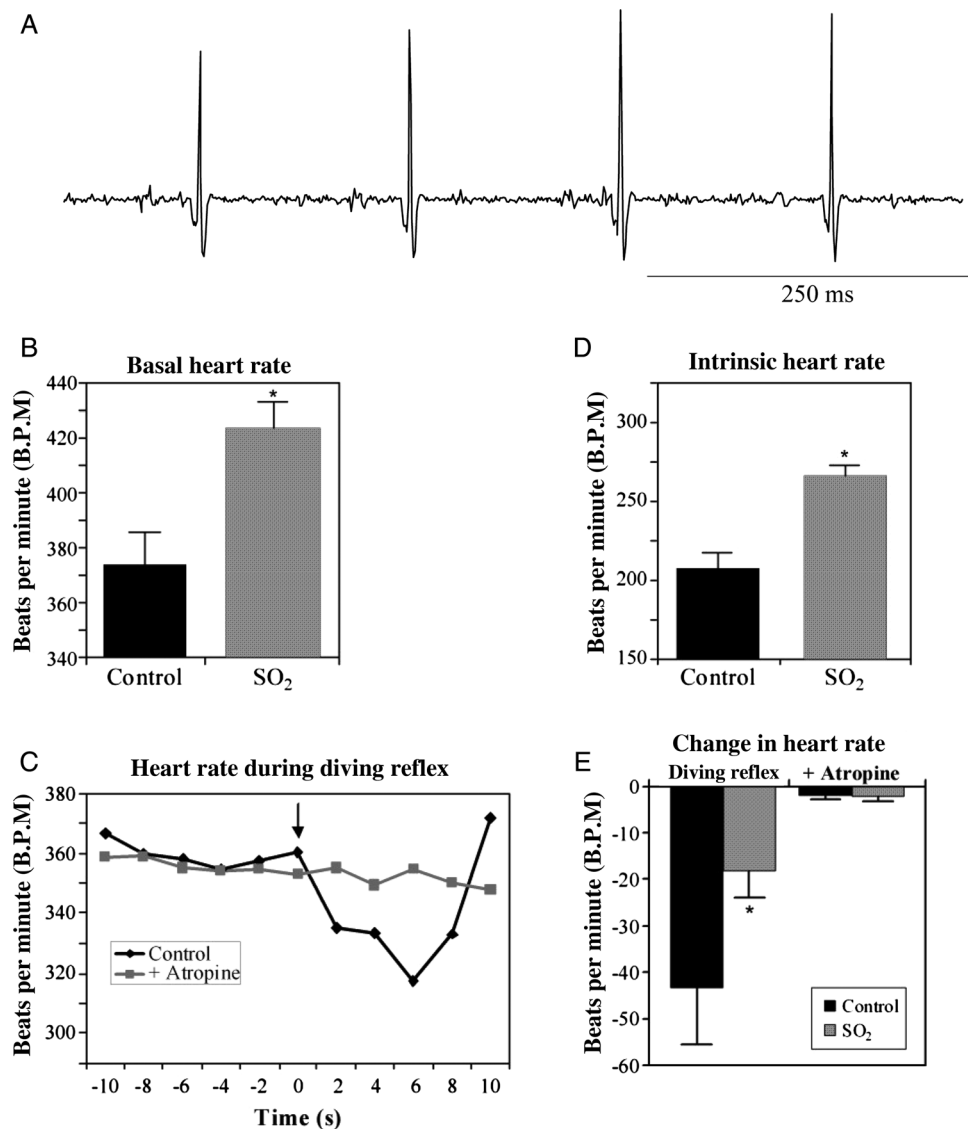 A
250 ms
B
Basal heart rate
Beats per minute (B.P.M)
440
420
400
380
360
340
*
Control
SO2
D
Intrinsic heart rate
Beats per minute (B.P.M)
300
250
200
150
*
Control
SO2
C
Heart rate during diving reflex
Beats per minute (B.P.M)
380
360
340
320
300
Control
+ Atropine
-10 -8 -6 -4 -2 0 2 4 6 8 10
Time (s)
E
Change in heart rate
Diving reflex + Atropine
Beats per minute (B.P.M)
0
-10
-20
-30
-40
-50
-60
*
Control
SO2